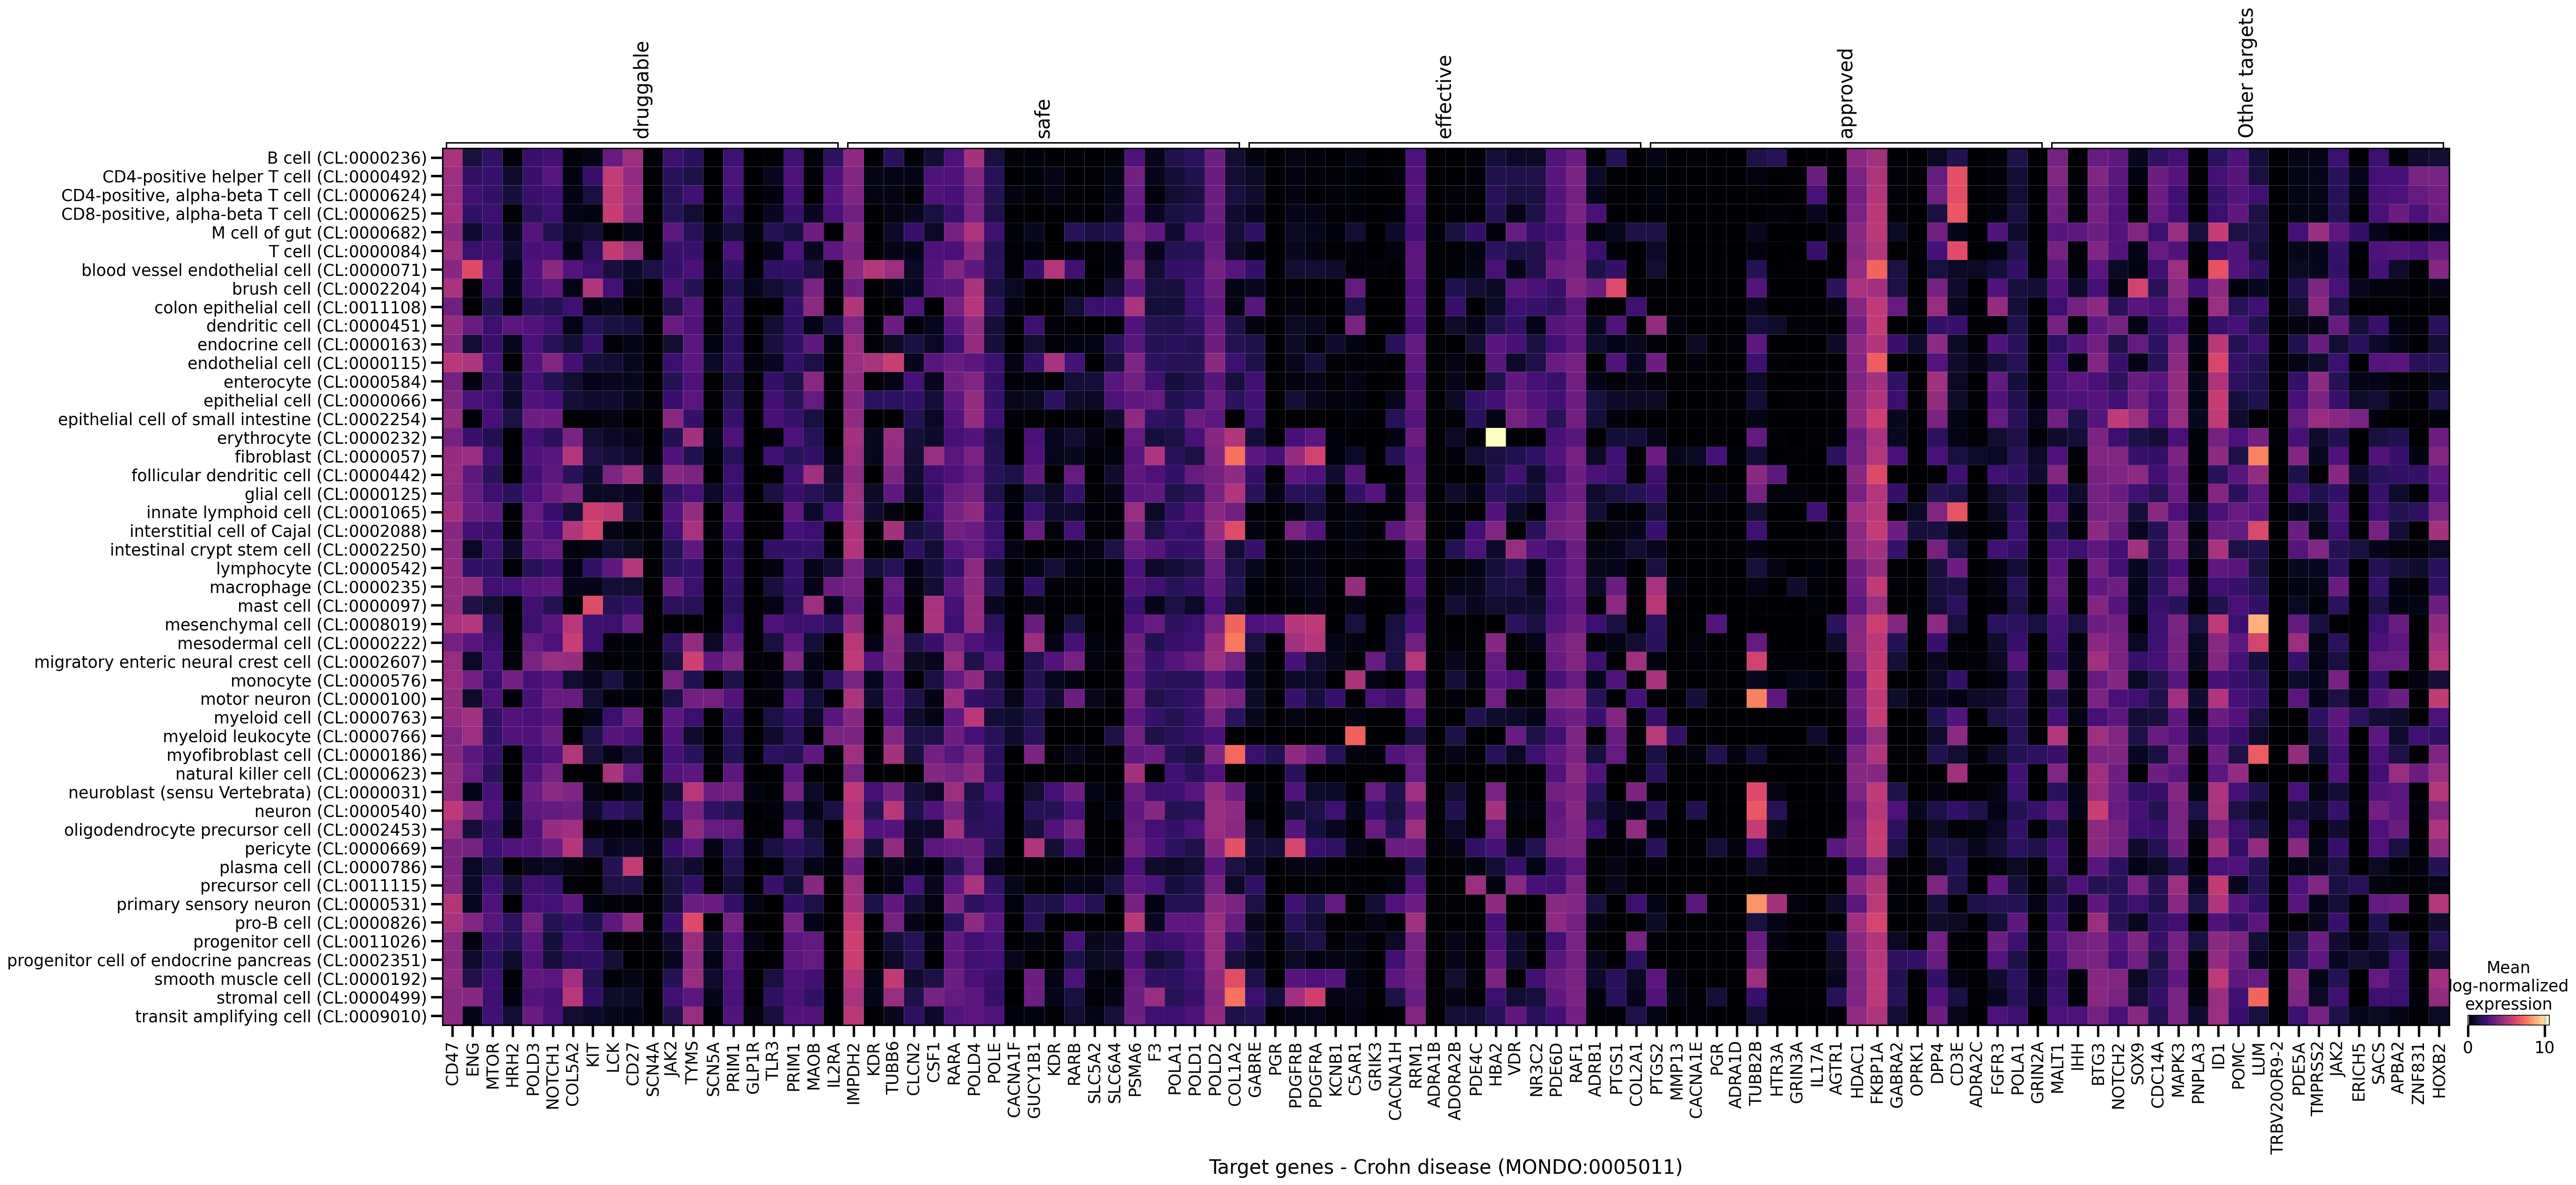 druggable
safe
effective
approved
Other targets
B cell (CL:0000236)
CD4-positive helper T cell (CL:0000492)
CD4-positive, alpha-beta T cell (CL:0000624)
CD8-positive, alpha-beta T cell (CL:0000625)
M cell of gut (CL:0000682)
T cell (CL:0000084)
blood vessel endothelial cell (CL:0000071)
brush cell (CL:0002204)
colon epithelial cell (CL:0011108)
dendritic cell (CL:0000451)
endocrine cell (CL:0000163)
endothelial cell (CL:0000115)
enterocyte (CL:0000584)
epithelial cell (CL:0000066)
epithelial cell of small intestine (CL:0002254)
erythrocyte (CL:0000232)
fibroblast (CL:0000057)
follicular dendritic cell (CL:0000442)
glial cell (CL:0000125)
innate lymphoid cell (CL:0001065)
interstitial cell of Cajal (CL:0002088)
intestinal crypt stem cell (CL:0002250)
lymphocyte (CL:0000542)
macrophage (CL:0000235)
mast cell (CL:0000097)
mesenchymal cell (CL:0008019)
mesodermal cell (CL:0000222)
migratory enteric neural crest cell (CL:0002607)
monocyte (CL:0000576)
motor neuron (CL:0000100)
myeloid cell (CL:0000763)
myeloid leukocyte (CL:0000766)
myofibroblast cell (CL:0000186)
natural killer cell (CL:0000623)
neuroblast (sensu Vertebrata) (CL:0000031)
neuron (CL:0000540)
oligodendrocyte precursor cell (CL:0002453)
pericyte (CL:0000669)
plasma cell (CL:0000786)
precursor cell (CL:0011115)
primary sensory neuron (CL:0000531)
pro-B cell (CL:0000826)
progenitor cell (CL:0011026)
progenitor cell of endocrine pancreas (CL:0002351)
smooth muscle cell (CL:0000192)
stromal cell (CL:0000499)
transit amplifying cell (CL:0009010)
CD47
ENG
MTOR
HRH2
POLD3
NOTCH1
COL5A2
KIT
LCK
CD27
SCN4A
JAK2
TYMS
SCN5A
PRIM1
GLP1R
TLR3
PRIM1
MAOB
IL2RA
IMPDH2
KDR
TUBB6
CLCN2
CSF1
RARA
POLD4
POLE
CACNA1F
GUCY1B1
KDR
RARB
SLC5A2
SLC6A4
PSMA6
F3
POLA1
POLD1
POLD2
COL1A2
GABRE
PGR
PDGFRB
PDGFRA
KCNB1
C5AR1
GRIK3
CACNA1H
RRM1
ADRA1B
ADORA2B
PDE4C
HBA2
VDR
NR3C2
PDE6D
RAF1
ADRB1
PTGS1
COL2A1
PTGS2
MMP13
CACNA1E
PGR
ADRA1D
TUBB2B
HTR3A
GRIN3A
IL17A
AGTR1
HDAC1
FKBP1A
GABRA2
OPRK1
DPP4
CD3E
ADRA2C
FGFR3
POLA1
GRIN2A
MALT1
IHH
BTG3
NOTCH2
SOX9
CDC14A
MAPK3
PNPLA3
ID1
POMC
LUM
TRBV20OR9-2
PDE5A
TMPRSS2
JAK2
ERICH5
SACS
APBA2
ZNF831
HOXB2
Target genes - Crohn disease (MONDO:0005011)
Mean
log-normalized
expression
0 10